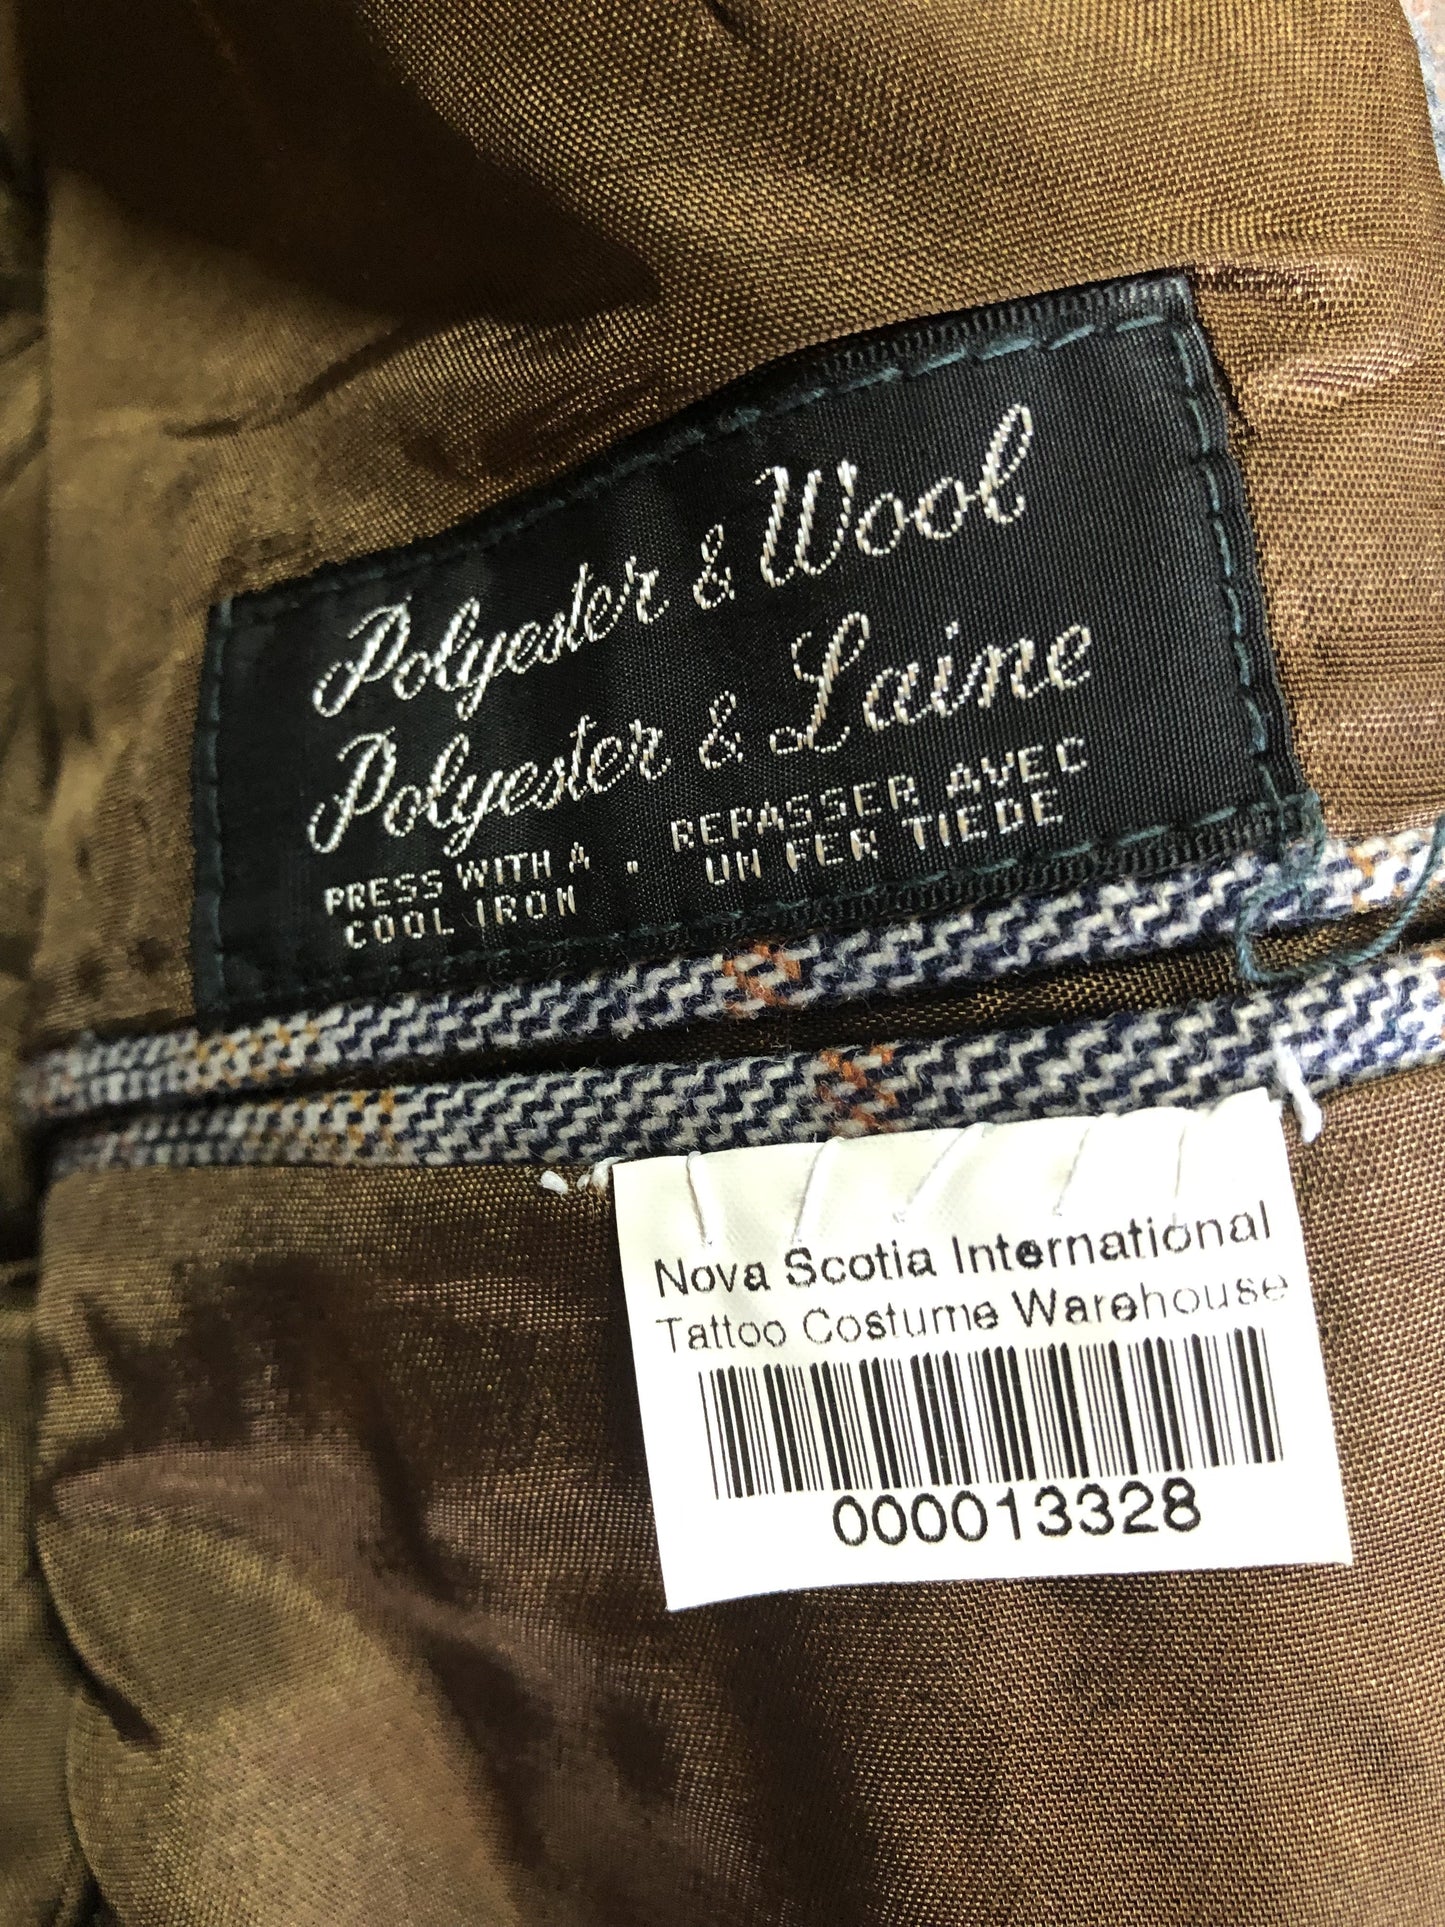 Polyester & Wool
Polyester & Laine
PRESS WITH A COOL IRON . REPASSER AVEC UN FER TIEDE
Nova Scotia International
Tattoo Costume Warehouse
000013328